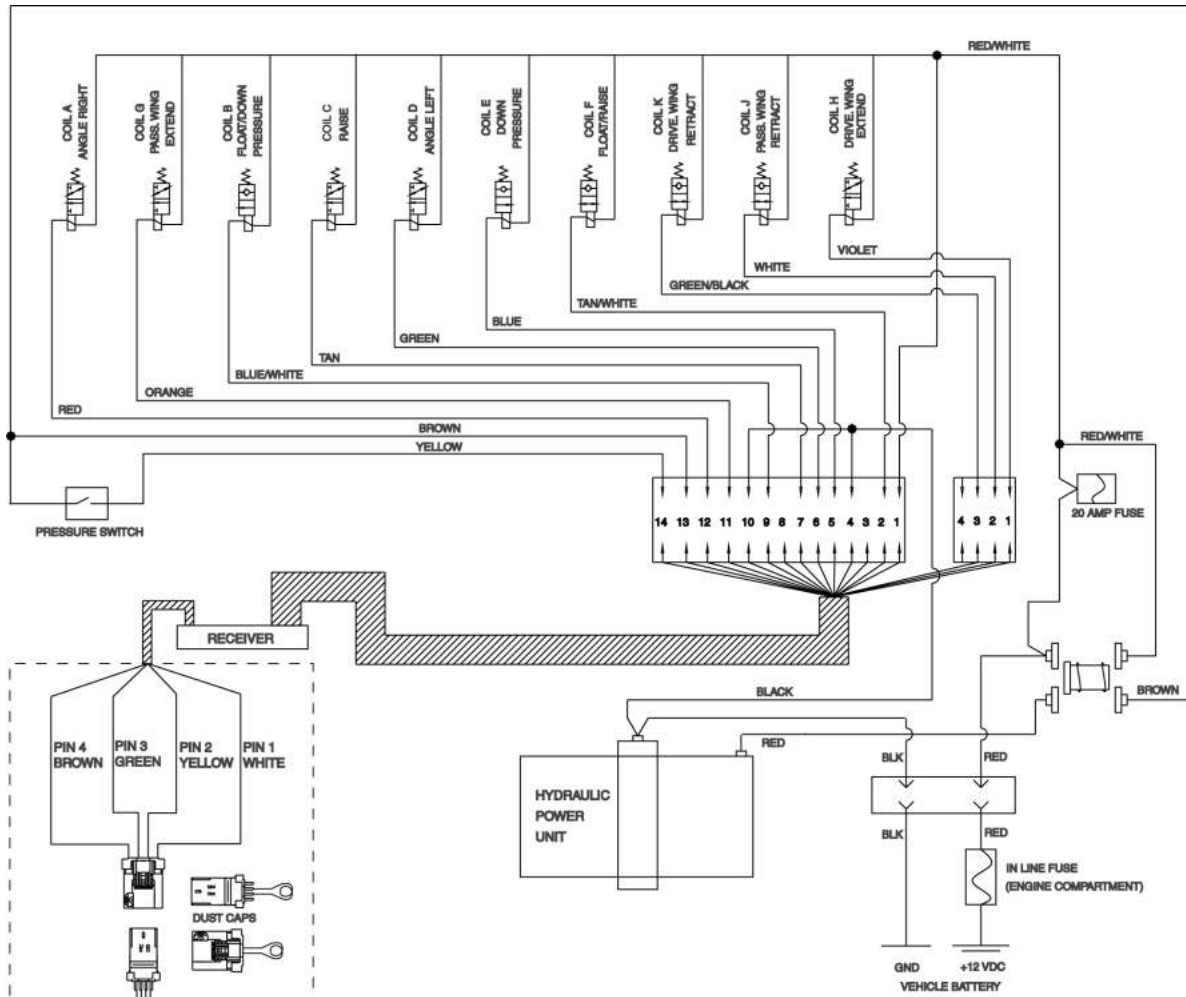 RED/WHITE
COIL A
ANGLE RIGHT
COIL G
PASS. WING
EXTEND
COIL B
FLOAT/DOWN
PRESSURE
COIL C
RAISE
COIL D
ANGLE LEFT
COIL E
DOWN
PRESSURE
COIL F
FLOAT/RAISE
COIL K
DRIVE. WING
RETRACT
COIL J
PASS. WING
RETRACT
COIL H
DRIVE. WING
EXTEND
VIOLET
WHITE
GREEN/BLACK
TAN/WHITE
BLUE
GREEN
TAN
BLUE/WHITE
ORANGE
RED
BROWN
YELLOW
RED/WHITE
PRESSURE SWITCH
14 13 12 11 10 9 8 7 6 5 4 3 2 1
4 3 2 1
20 AMP FUSE
RECEIVER
BLACK
BROWN
RED
PIN 4
BROWN
PIN 3
GREEN
PIN 2
YELLOW
PIN 1
WHITE
HYDRAULIC
POWER
UNIT
BLK
RED
BLK
RED
IN LINE FUSE
(ENGINE COMPARTMENT)
DUST CAPS
GND
+12 VDC
VEHICLE BATTERY